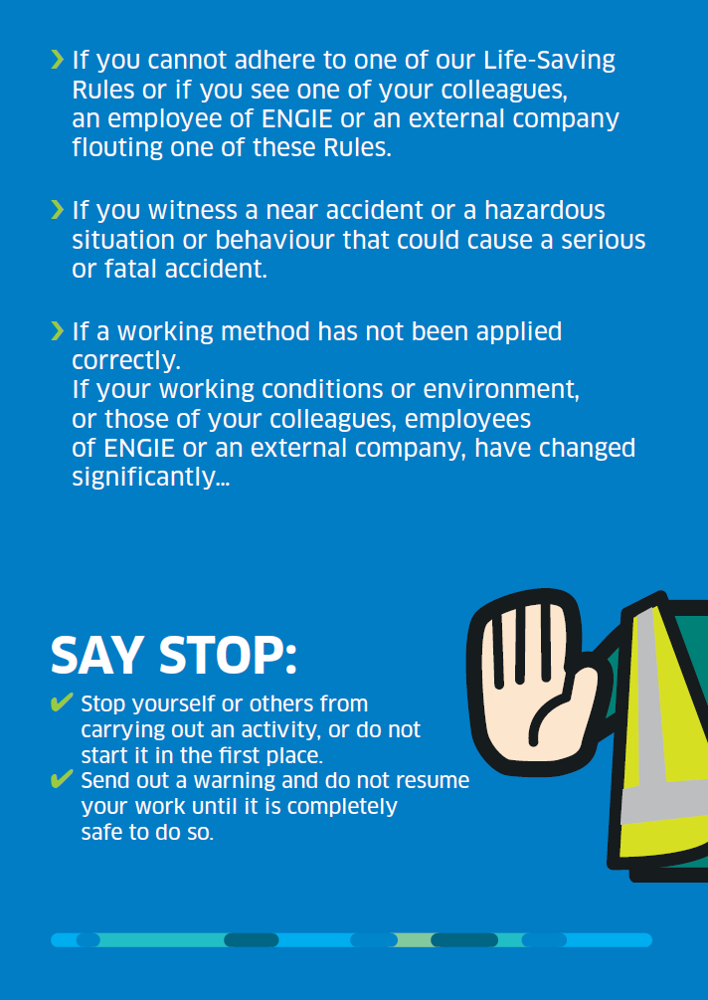 › If you cannot adhere to one of our Life-Saving
Rules or if you see one of your colleagues,
an employee of ENGIE or an external company
flouting one of these Rules.
› If you witness a near accident or a hazardous
situation or behaviour that could cause a serious
or fatal accident.
› If a working method has not been applied
correctly.
If your working conditions or environment,
or those of your colleagues, employees
of ENGIE or an external company, have changed
significantly...
SAY STOP:
✔ Stop yourself or others from
carrying out an activity, or do not
start it in the first place.
✔ Send out a warning and do not resume
your work until it is completely
safe to do so.